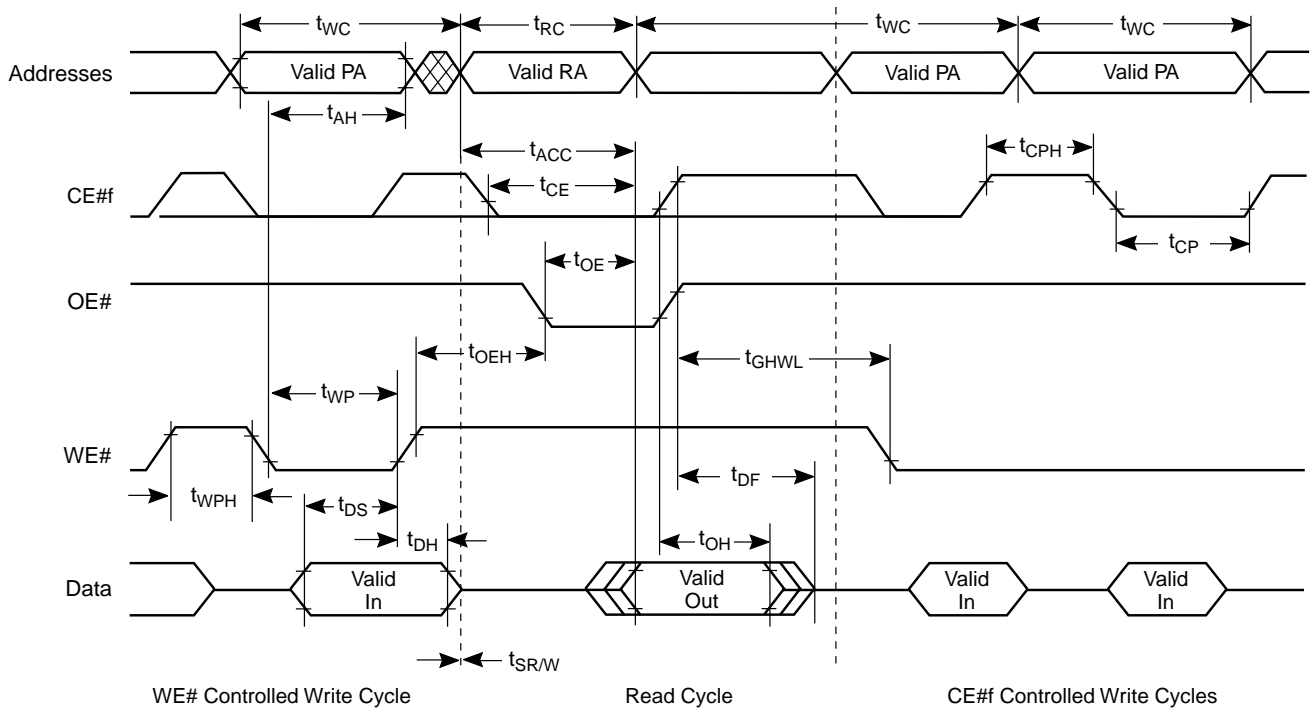 tWC tRC tWC tWC
Addresses Valid PA Valid RA Valid PA Valid PA
tAH
tACC tCPH
CE#f tCE
tCP
tOE
OE#
tOEH tGHWL
tWP
WE#
tDF
tWPH tDS
tDH tOH
Data Valid In Valid Out Valid In Valid In
tSR/W
WE# Controlled Write Cycle Read Cycle CE#f Controlled Write Cycles